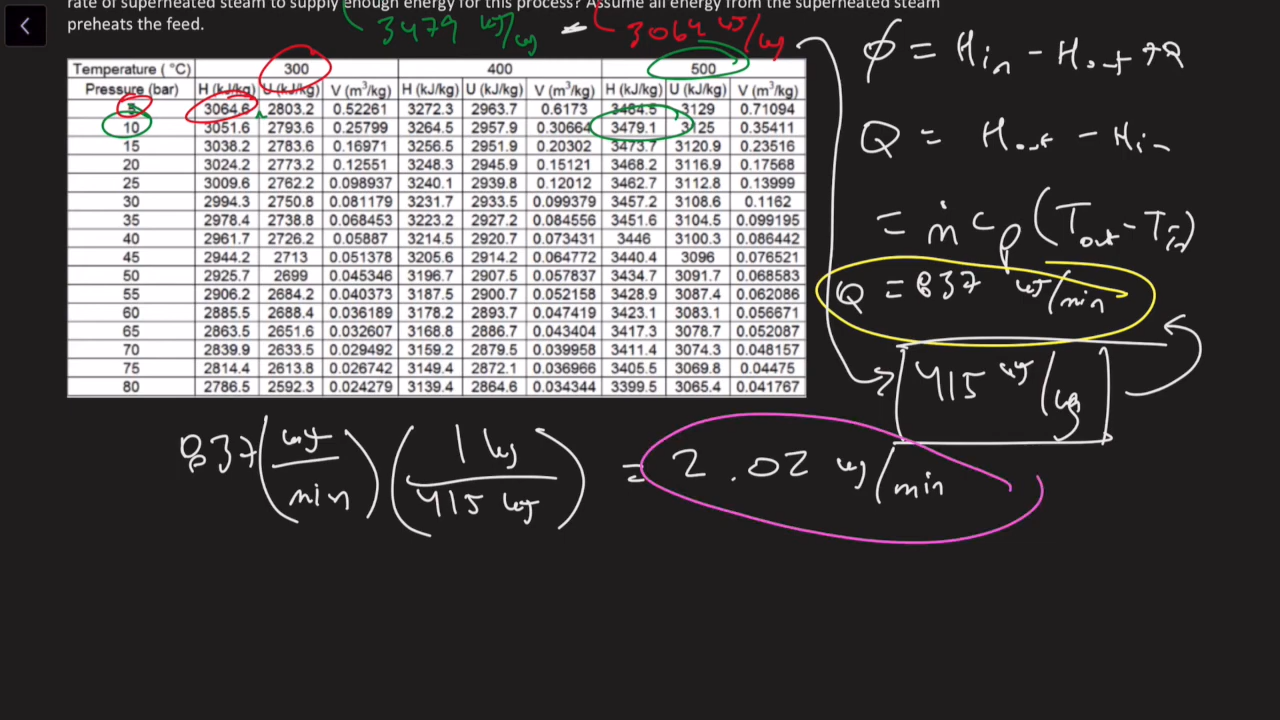 rate of superheated steam to supply enough energy for this process? Assume all energy from the superheated steam
preheats the feed.
3479 kJ/kg - 3064 kJ/kg
Temperature ( °C) 300 400 500
Pressure (bar) H (kJ/kg) U (kJ/kg) V (m³/kg) H (kJ/kg) U (kJ/kg) V (m³/kg) H (kJ/kg) U (kJ/kg) V (m³/kg)
5 3064.6 2803.2 0.52261 3272.3 2963.7 0.6173 3484.5 3129 0.71094
10 3051.6 2793.6 0.25799 3264.5 2957.9 0.30664 3479.1 3125 0.35411
15 3038.2 2783.6 0.16971 3256.5 2951.9 0.20302 3473.7 3120.9 0.23516
20 3024.2 2773.2 0.12551 3248.3 2945.9 0.15121 3468.2 3116.9 0.17568
25 3009.6 2762.2 0.098937 3240.1 2939.8 0.12012 3462.7 3112.8 0.13999
30 2994.3 2750.8 0.081179 3231.7 2933.5 0.099379 3457.2 3108.6 0.1162
35 2978.4 2738.8 0.068453 3223.2 2927.2 0.084556 3451.6 3104.5 0.099195
40 2961.7 2726.2 0.05887 3214.5 2920.7 0.073431 3446 3100.3 0.086442
45 2944.2 2713 0.051378 3205.6 2914.2 0.064772 3440.4 3096 0.076521
50 2925.7 2699 0.045346 3196.7 2907.5 0.057837 3434.7 3091.7 0.068583
55 2906.2 2684.2 0.040373 3187.5 2900.7 0.052158 3428.9 3087.4 0.062086
60 2885.5 2688.4 0.036189 3178.2 2893.7 0.047419 3423.1 3083.1 0.056671
65 2863.5 2651.6 0.032607 3168.8 2886.7 0.043404 3417.3 3078.7 0.052087
70 2839.9 2633.5 0.029492 3159.2 2879.5 0.039958 3411.4 3074.3 0.048157
75 2814.4 2613.8 0.026742 3149.4 2872.1 0.036966 3405.5 3069.8 0.04475
80 2786.5 2592.3 0.024279 3139.4 2864.6 0.034344 3399.5 3065.4 0.041767
Ø = Hin - Hout + Q
Q = Hout - Hin
= ṁ cp (Tout - Tin)
Q = 837 kJ/min
415 kJ/kg
837 (kJ/min) (1 kg/415 kJ) = 2.02 kg/min